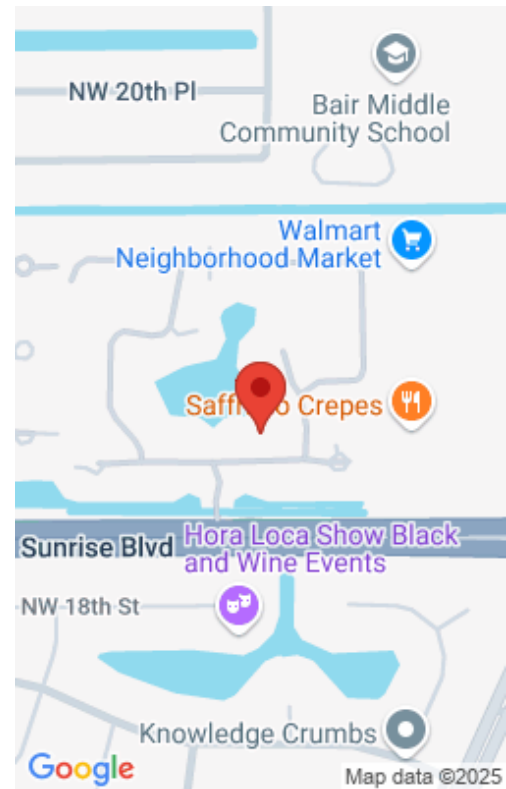 NW 20th Pl
Bair Middle
Community School
Walmart
Neighborhood Market
Crepes
Sunrise Blvd
Hora Loca Show Black
and Wine Events
NW 18th St
Knowledge Crumbs
Google
Map data ©2025